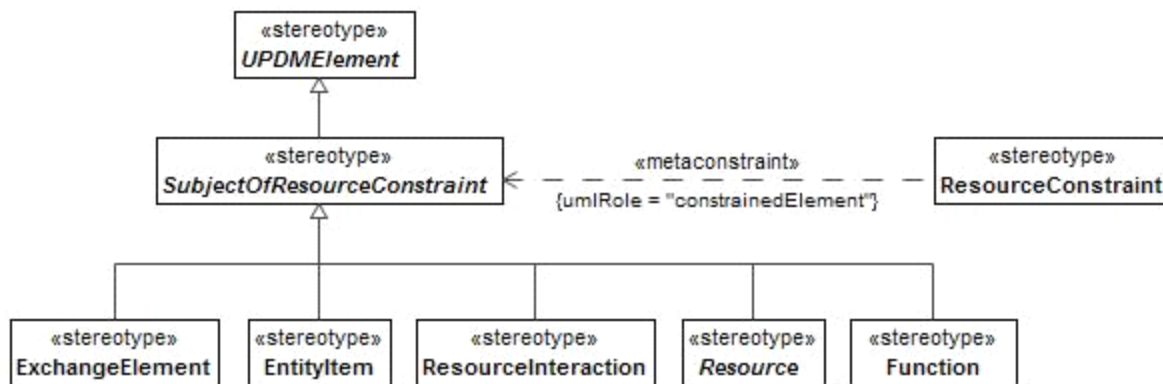 «stereotype»
UPDMElement
«stereotype»
SubjectOfResourceConstraint
«metaconstraint»
{umlRole = "constrainedElement"}
«stereotype»
ResourceConstraint
«stereotype»
ExchangeElement
«stereotype»
EntityItem
«stereotype»
ResourceInteraction
«stereotype»
Resource
«stereotype»
Function